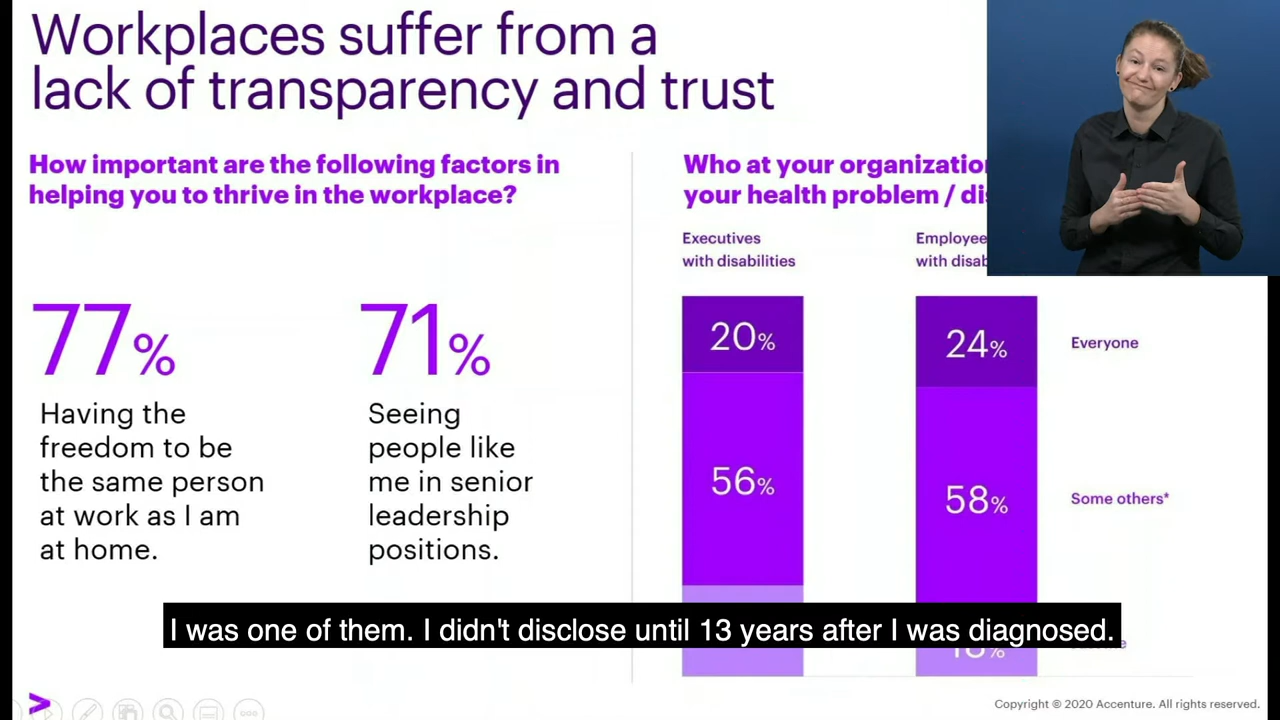 Workplaces suffer from a
lack of transparency and trust
How important are the following factors in
helping you to thrive in the workplace?
77%
Having the
freedom to be
the same person
at work as I am
at home.
71%
Seeing
people like
me in senior
leadership
positions.
Who at your
your health problem /
Executives
with disabilities
20%
56%
with
24%
58%
Everyone
Some others*
I was one of them. I didn't disclose until 13 years after I was diagnosed.
Copyright © 2020 Accenture. All rights reserved.